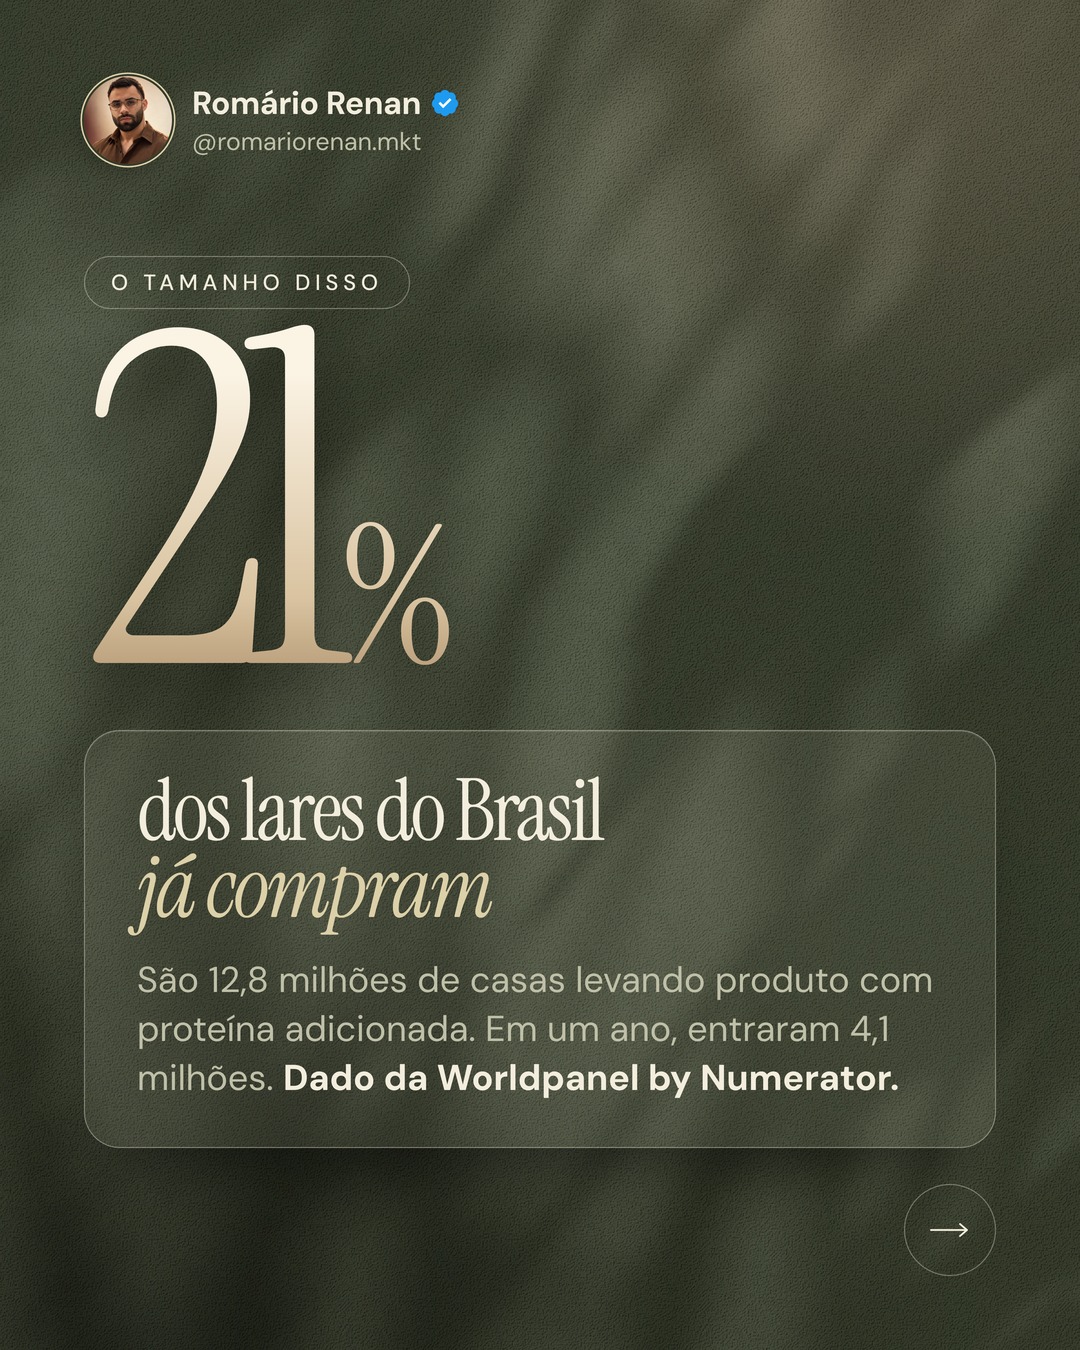 Romário Renan
@romariorenan.mkt
O TAMANHO DISSO
21%
dos lares do Brasil
já compram
São 12,8 milhões de casas levando produto com
proteína adicionada. Em um ano, entraram 4,1
milhões. Dado da Worldpanel by Numerator.